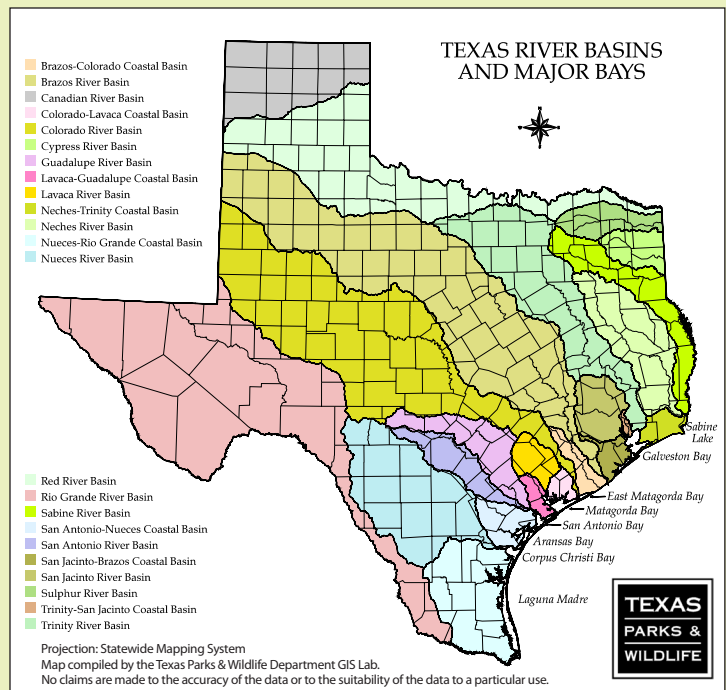 TEXAS RIVER BASINS
AND MAJOR BAYS
Brazos-Colorado Coastal Basin
Brazos River Basin
Canadian River Basin
Colorado-Lavaca Coastal Basin
Colorado River Basin
Cypress River Basin
Guadalupe River Basin
Lavaca-Guadalupe Coastal Basin
Lavaca River Basin
Neches-Trinity Coastal Basin
Neches River Basin
Nueces-Rio Grande Coastal Basin
Nueces River Basin
Red River Basin
Rio Grande River Basin
Sabine River Basin
San Antonio-Nueces Coastal Basin
San Antonio River Basin
San Jacinto-Brazos Coastal Basin
San Jacinto River Basin
Sulphur River Basin
Trinity-San Jacinto Coastal Basin
Trinity River Basin
Sabine
Lake
Galveston Bay
East Matagorda Bay
Matagorda Bay
San Antonio Bay
Aransas Bay
Corpus Christi Bay
Laguna Madre
TEXAS
PARKS &
WILDLIFE
Projection: Statewide Mapping System
Map compiled by the Texas Parks & Wildlife Department GIS Lab.
No claims are made to the accuracy of the data or to the suitability of the data to a particular use.